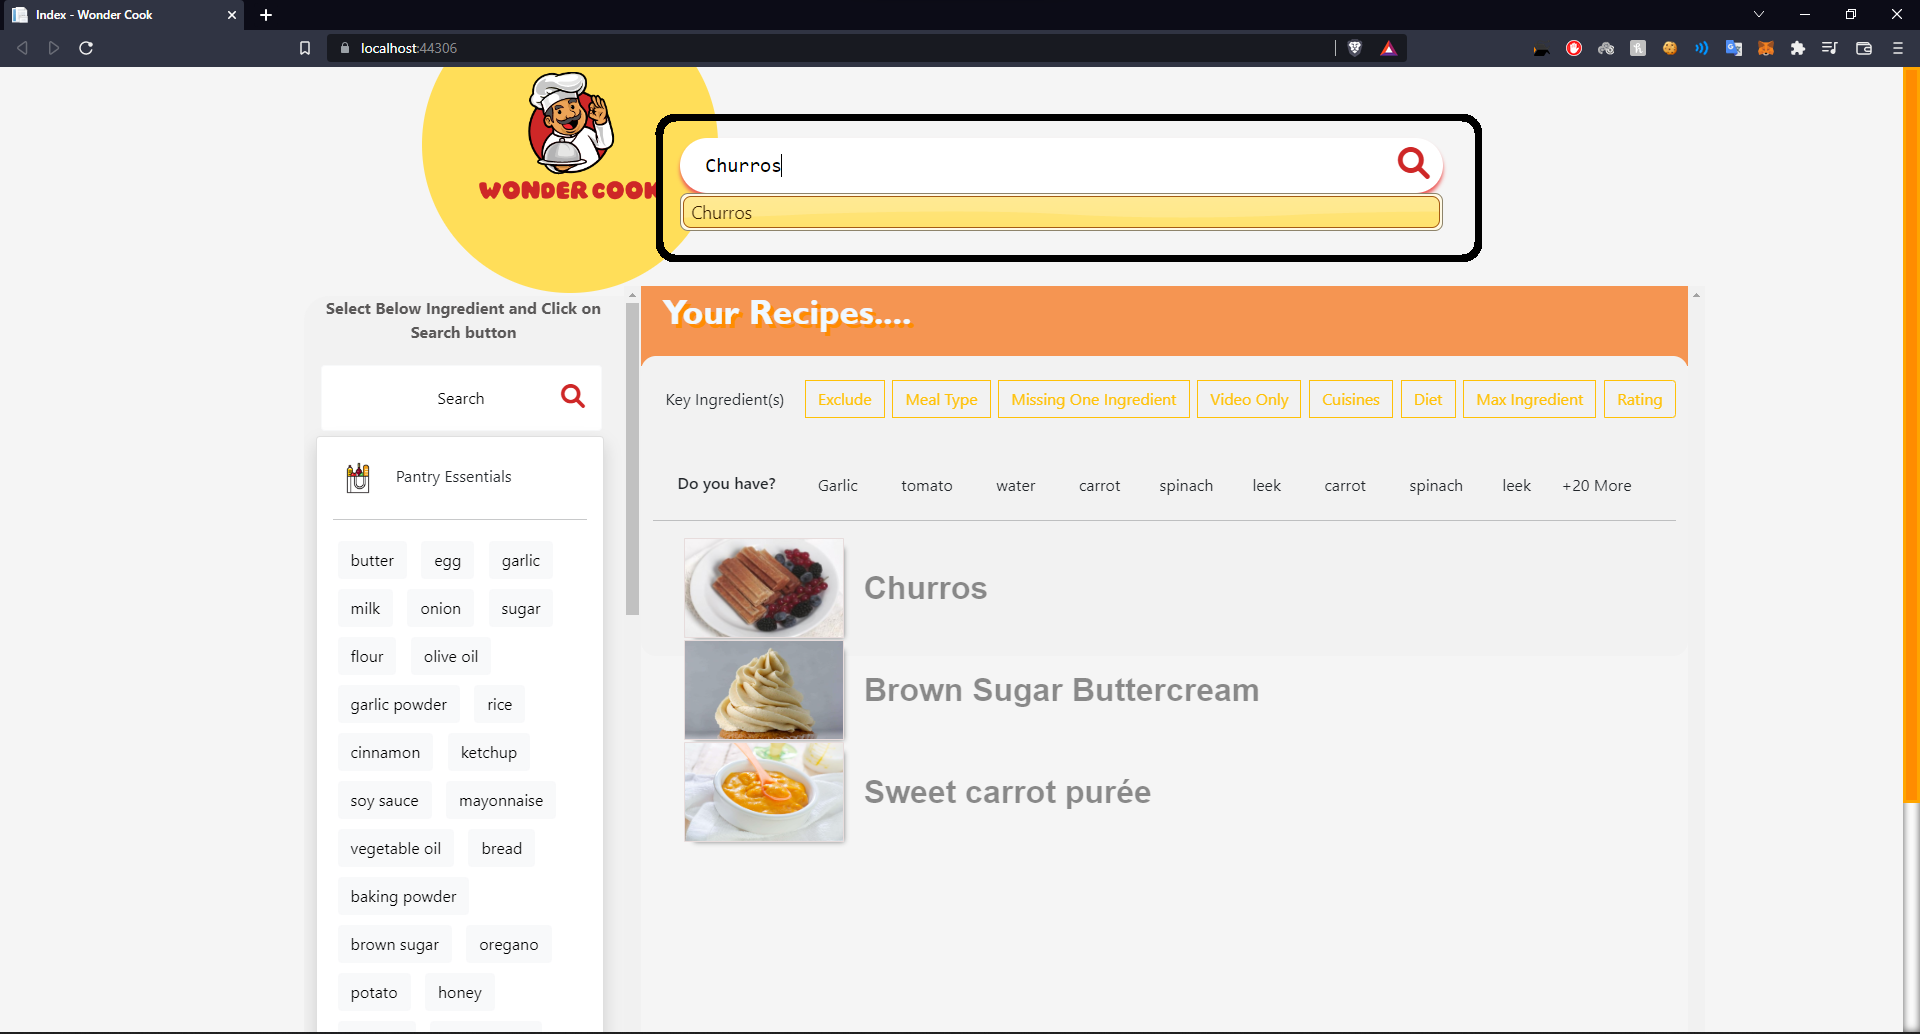 Index - Wonder Cook
localhost:44306
WONDER COOK
Churros
Churros
Select Below Ingredient and Click on
Search button
Search
Pantry Essentials
butter egg garlic
milk onion sugar
flour olive oil
garlic powder rice
cinnamon ketchup
soy sauce mayonnaise
vegetable oil bread
baking powder
brown sugar oregano
potato honey
Your Recipes....
Key Ingredient(s) Exclude Meal Type Missing One Ingredient Video Only Cuisines Diet Max Ingredient Rating
Do you have? Garlic tomato water carrot spinach leek carrot spinach leek +20 More
Churros
Brown Sugar Buttercream
Sweet carrot purée